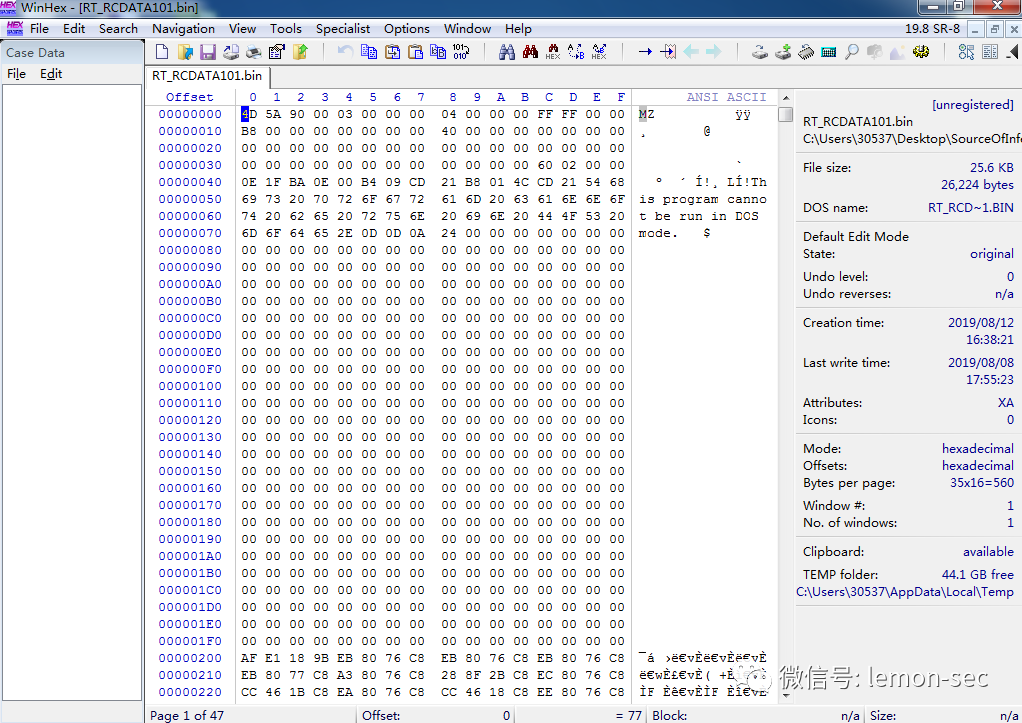 WinHex - [RT_RCDATA101.bin]
File Edit Search Navigation View Tools Specialist Options Window Help 19.8 SR-8
Case Data
File Edit
RT_RCDATA101.bin
Offset 0 1 2 3 4 5 6 7 8 9 A B C D E F ANSI ASCII
00000000 4D 5A 90 00 03 00 00 00 04 00 00 00 FF FF 00 00 MZ ÿÿ
00000010 B8 00 00 00 00 00 00 00 40 00 00 00 00 00 00 00 ¸ @
00000020 00 00 00 00 00 00 00 00 00 00 00 00 00 00 00 00
00000030 00 00 00 00 00 00 00 00 00 00 00 00 60 02 00 00 `
00000040 0E 1F BA 0E 00 B4 09 CD 21 B8 01 4C CD 21 54 68 º ´ Í!¸ LÍ!Th
00000050 69 73 20 70 72 6F 67 72 61 6D 20 63 61 6E 6E 6F is program canno
00000060 74 20 62 65 20 72 75 6E 20 69 6E 20 44 4F 53 20 t be run in DOS
00000070 6D 6F 64 65 2E 0D 0D 0A 24 00 00 00 00 00 00 00 mode. $
00000080 00 00 00 00 00 00 00 00 00 00 00 00 00 00 00 00
00000090 00 00 00 00 00 00 00 00 00 00 00 00 00 00 00 00
000000A0 00 00 00 00 00 00 00 00 00 00 00 00 00 00 00 00
000000B0 00 00 00 00 00 00 00 00 00 00 00 00 00 00 00 00
000000C0 00 00 00 00 00 00 00 00 00 00 00 00 00 00 00 00
000000D0 00 00 00 00 00 00 00 00 00 00 00 00 00 00 00 00
000000E0 00 00 00 00 00 00 00 00 00 00 00 00 00 00 00 00
000000F0 00 00 00 00 00 00 00 00 00 00 00 00 00 00 00 00
00000100 00 00 00 00 00 00 00 00 00 00 00 00 00 00 00 00
00000110 00 00 00 00 00 00 00 00 00 00 00 00 00 00 00 00
00000120 00 00 00 00 00 00 00 00 00 00 00 00 00 00 00 00
00000130 00 00 00 00 00 00 00 00 00 00 00 00 00 00 00 00
00000140 00 00 00 00 00 00 00 00 00 00 00 00 00 00 00 00
00000150 00 00 00 00 00 00 00 00 00 00 00 00 00 00 00 00
00000160 00 00 00 00 00 00 00 00 00 00 00 00 00 00 00 00
00000170 00 00 00 00 00 00 00 00 00 00 00 00 00 00 00 00
00000180 00 00 00 00 00 00 00 00 00 00 00 00 00 00 00 00
00000190 00 00 00 00 00 00 00 00 00 00 00 00 00 00 00 00
000001A0 00 00 00 00 00 00 00 00 00 00 00 00 00 00 00 00
000001B0 00 00 00 00 00 00 00 00 00 00 00 00 00 00 00 00
000001C0 00 00 00 00 00 00 00 00 00 00 00 00 00 00 00 00
000001D0 00 00 00 00 00 00 00 00 00 00 00 00 00 00 00 00
000001E0 00 00 00 00 00 00 00 00 00 00 00 00 00 00 00 00
000001F0 00 00 00 00 00 00 00 00 00 00 00 00 00 00 00 00
00000200 AF E1 18 9B EB 80 76 C8 EB 80 76 C8 EB 80 76 C8 ¯á ›ë€vÈë€vÈë€vÈ
00000210 EB 80 77 C8 A3 80 76 C8 28 8F 2B C8 E8 80 76 C8 ë€wÈ£€vÈ( +È
00000220 CC 46 1B C8 EA 80 76 C8 CC 46 18 C8 EE 80 76 C8 ÌF Èê€vÈÌF Èî€vÈ
[unregistered]
RT_RCDATA101.bin
C:\Users\30537\Desktop\SourceOfInfo
File size: 25.6 KB
26,224 bytes
DOS name: RT_RCD~1.BIN
Default Edit Mode
State: original
Undo level: 0
Undo reverses: n/a
Creation time: 2019/08/12
16:38:21
Last write time: 2019/08/08
17:55:23
Attributes: XA
Icons: 0
Mode: hexadecimal
Offsets: hexadecimal
Bytes per page: 35x16=560
Window #: 1
No. of windows: 1
Clipboard: available
TEMP folder: 44.1 GB free
C:\Users\30537\AppData\Local\Temp
微信号: lemon-sec
Page 1 of 47 Offset: 0 = 77 Block: n/a Size: n/a